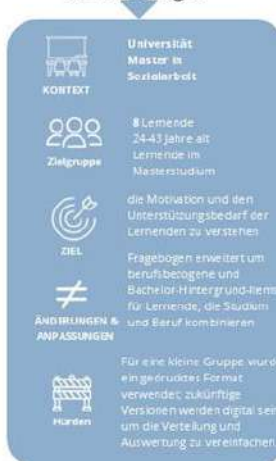 Universität
Master in
Sozialarbeit
KONTEXT
8 Lernende
24-43 Jahre alt
Lernende im
Masterstudium
Zielgruppe
die Motivation und den
Unterstützungsbedarf der
Lernenden zu verstehen
ZIEL
Fragebogen erweitert um
berufsbezogene und
Bachelor-Hintergrund-Items
für Lernende, die Studium
und Beruf kombinieren
ÄNDERUNGEN &
ANPASSUNGEN
Für eine kleine Gruppe wurd
ein gedrucktes Format
verwendet; zukünftige
Versionen werden digital sei
um die Verteilung und
Auswertung zu vereinfachen
Hürden